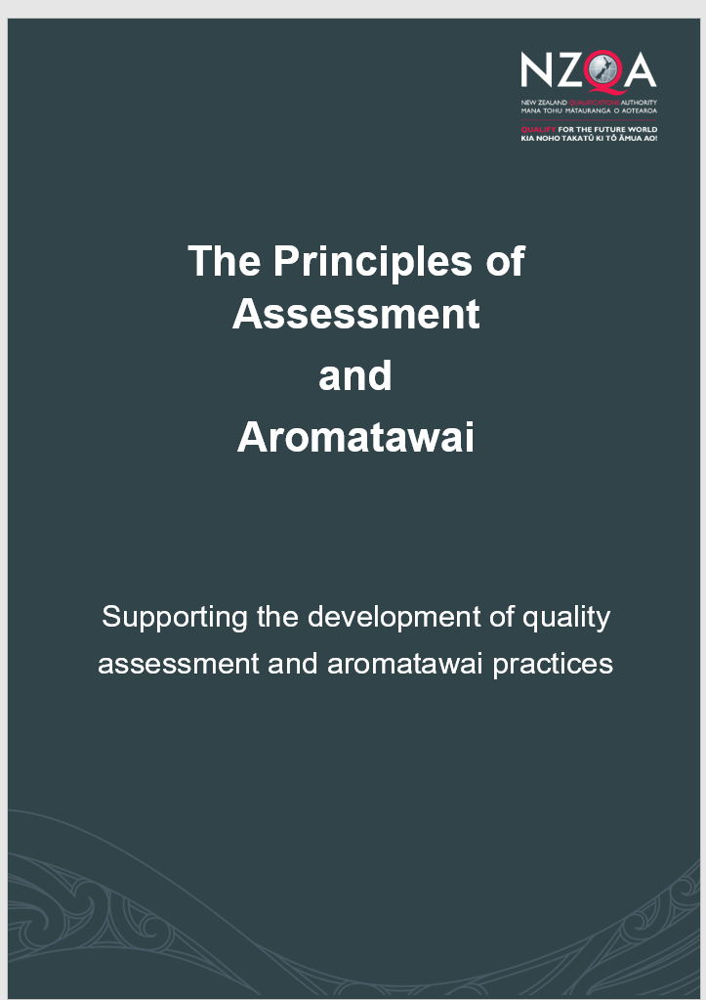 NZQA
NEW ZEALAND QUALIFICATIONS AUTHORITY
MANA TOHU MĀTAURANGA O AOTEAROA
QUALIFY FOR THE FUTURE WORLD
KIA NOHO TAKATŪ KI TŌ ĀMUA AO!
The Principles of
Assessment
and
Aromatawai
Supporting the development of quality
assessment and aromatawai practices